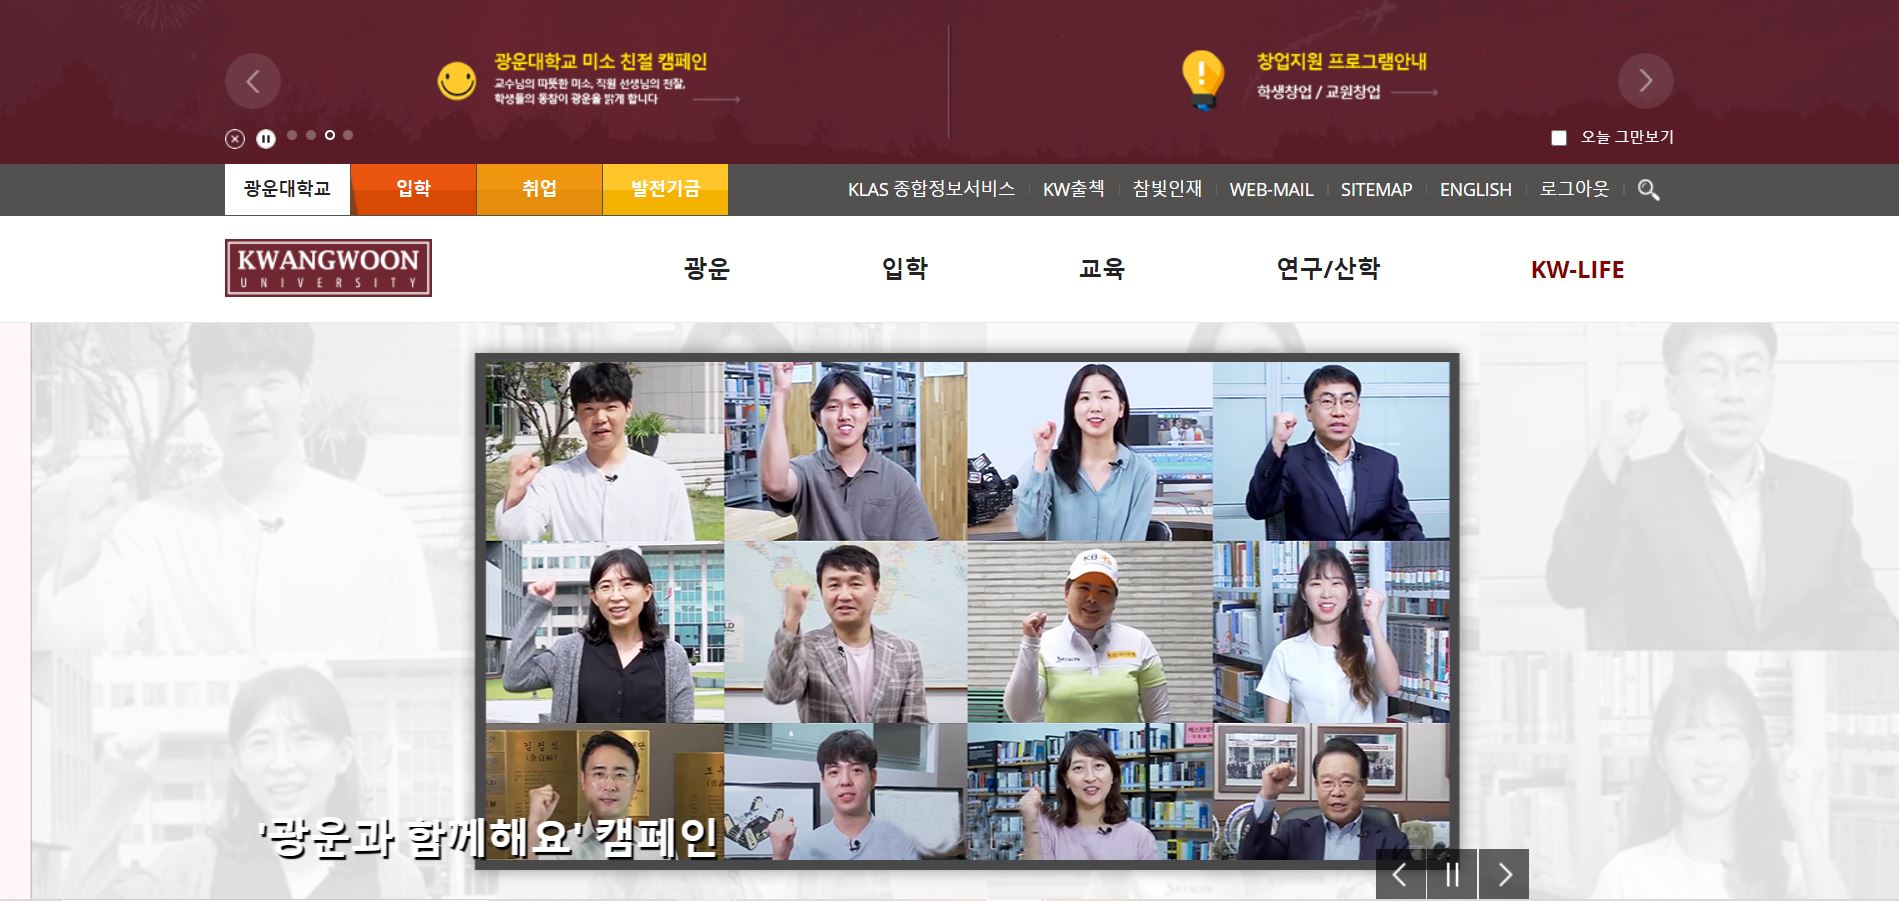 광운대학교 미소 친절 캠페인
교수님의 따뜻한 미소, 직원 선생님의 친절,
학생들의 동참이 광운을 밝게 합니다
창업지원 프로그램안내
학생창업 / 교원창업
오늘 그만보기
광운대학교 입학 취업 발전기금 KLAS 종합정보서비스 KW출첵 참빛인재 WEB-MAIL SITEMAP ENGLISH 로그아웃
KWANGWOON
UNIVERSITY
광운 입학 교육 연구/산학 KW-LIFE
KB
SRIXON
김 정 식
'광운과 함께해요' 캠페인